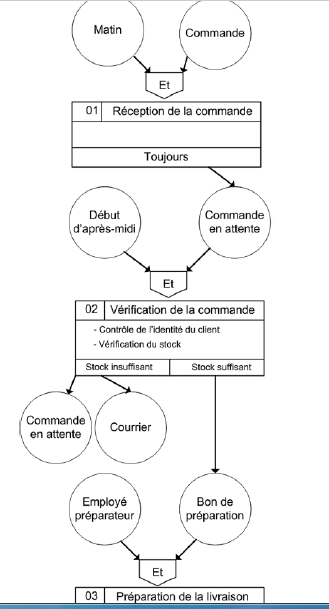 Matin
Commande
Et
01 Réception de la commande
Toujours
Début
d'après-midi
Commande
en attente
Et
02 Vérification de la commande
- Contrôle de l'identité du client
- Vérification du stock
Stock insuffisant
Stock suffisant
Commande
en attente
Courrier
Employé
préparateur
Bon de
préparation
Et
03 Préparation de la livraison